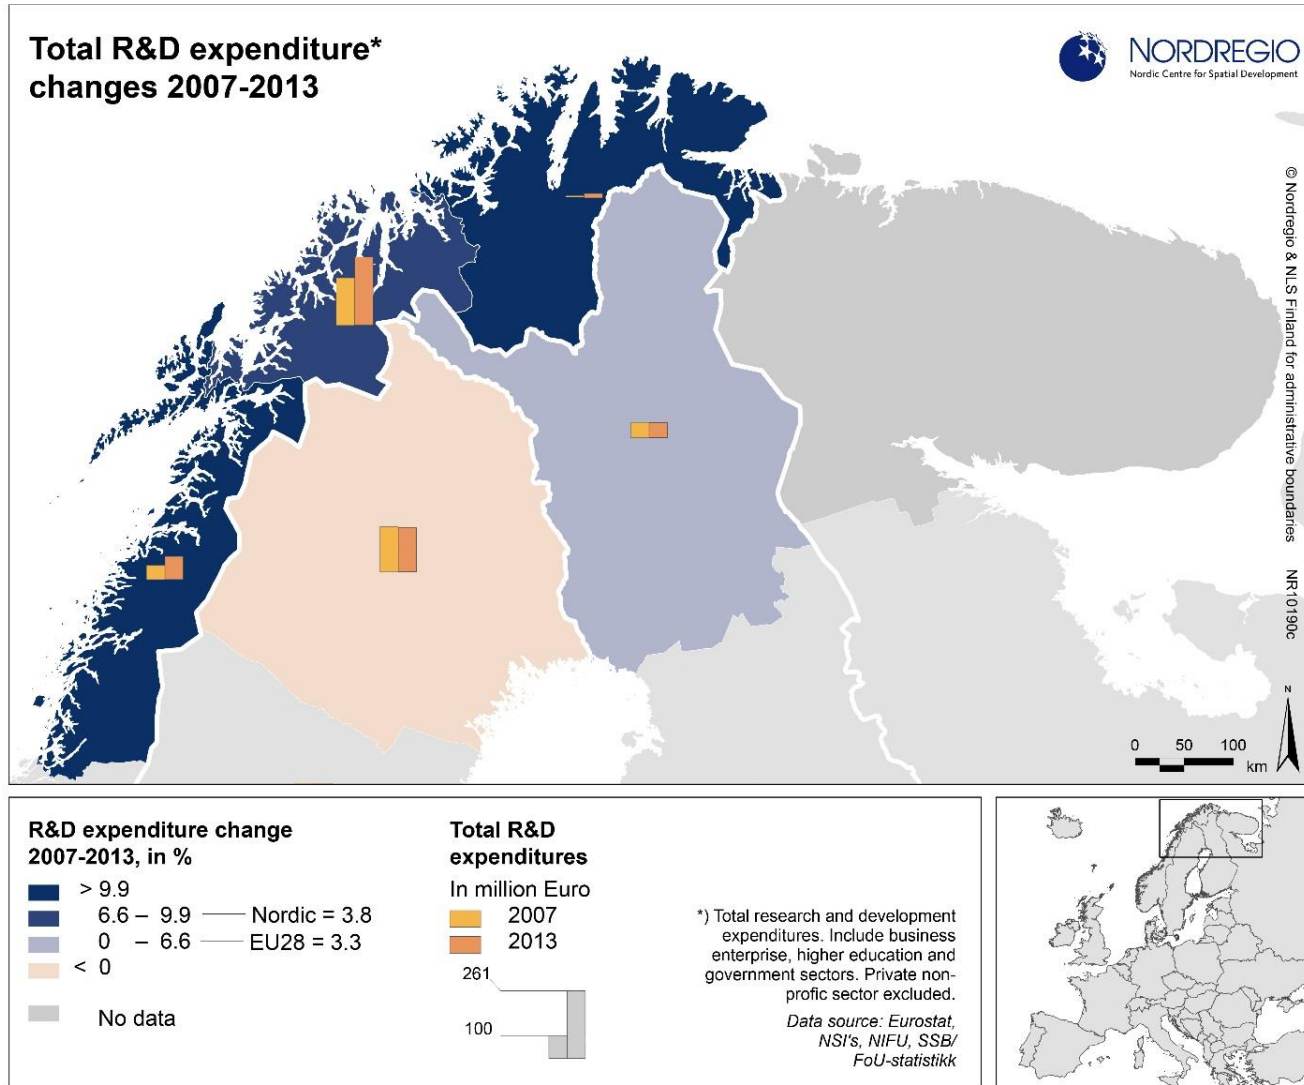 Total R&D expenditure*
changes 2007-2013
NORDREGIO
Nordic Centre for Spatial Development
© Nordregio & NLS Finland for administrative boundaries
NR10190c
N
0 50 100
km
R&D expenditure change
2007-2013, in %
> 9.9
6.6 – 9.9 Nordic = 3.8
0 – 6.6 EU28 = 3.3
< 0
No data
Total R&D
expenditures
In million Euro
2007
2013
261
100
*) Total research and development
expenditures. Include business
enterprise, higher education and
government sectors. Private non-
profic sector excluded.
Data source: Eurostat,
NSI's, NIFU, SSB/
FoU-statistikk